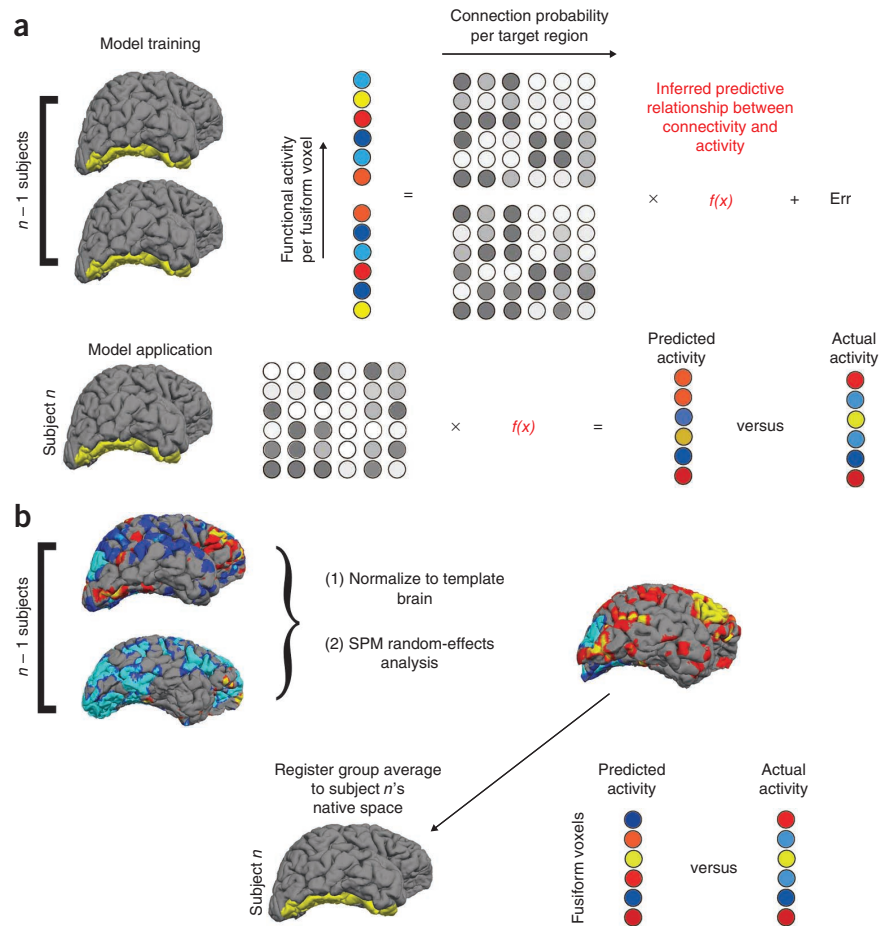 a
Model training
n – 1 subjects
Functional activity
per fusiform voxel
=
Connection probability
per target region
Inferred predictive
relationship between
connectivity and
activity
× f(x) + Err
Model application
Subject n
× f(x) =
Predicted
activity
versus
Actual
activity
b
n – 1 subjects
(1) Normalize to template
brain
(2) SPM random-effects
analysis
Register group average
to subject n's
native space
Subject n
Fusiform voxels
Predicted
activity
versus
Actual
activity